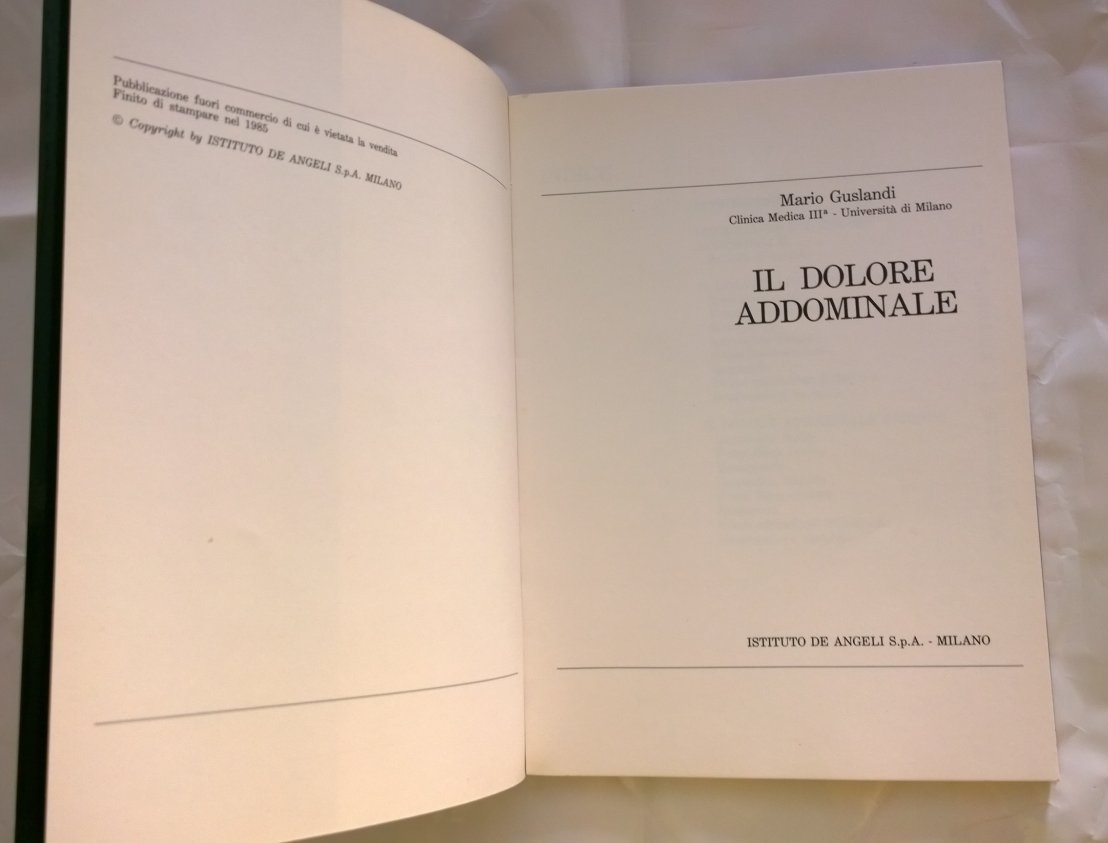 Pubblicazione fuori commercio di cui è vietata la vendita
Finito di stampare nel 1985
© Copyright by ISTITUTO DE ANGELI S.p.A. MILANO
Mario Guslandi
Clinica Medica IIIª - Università di Milano
IL DOLORE
ADDOMINALE
ISTITUTO DE ANGELI S.p.A. - MILANO